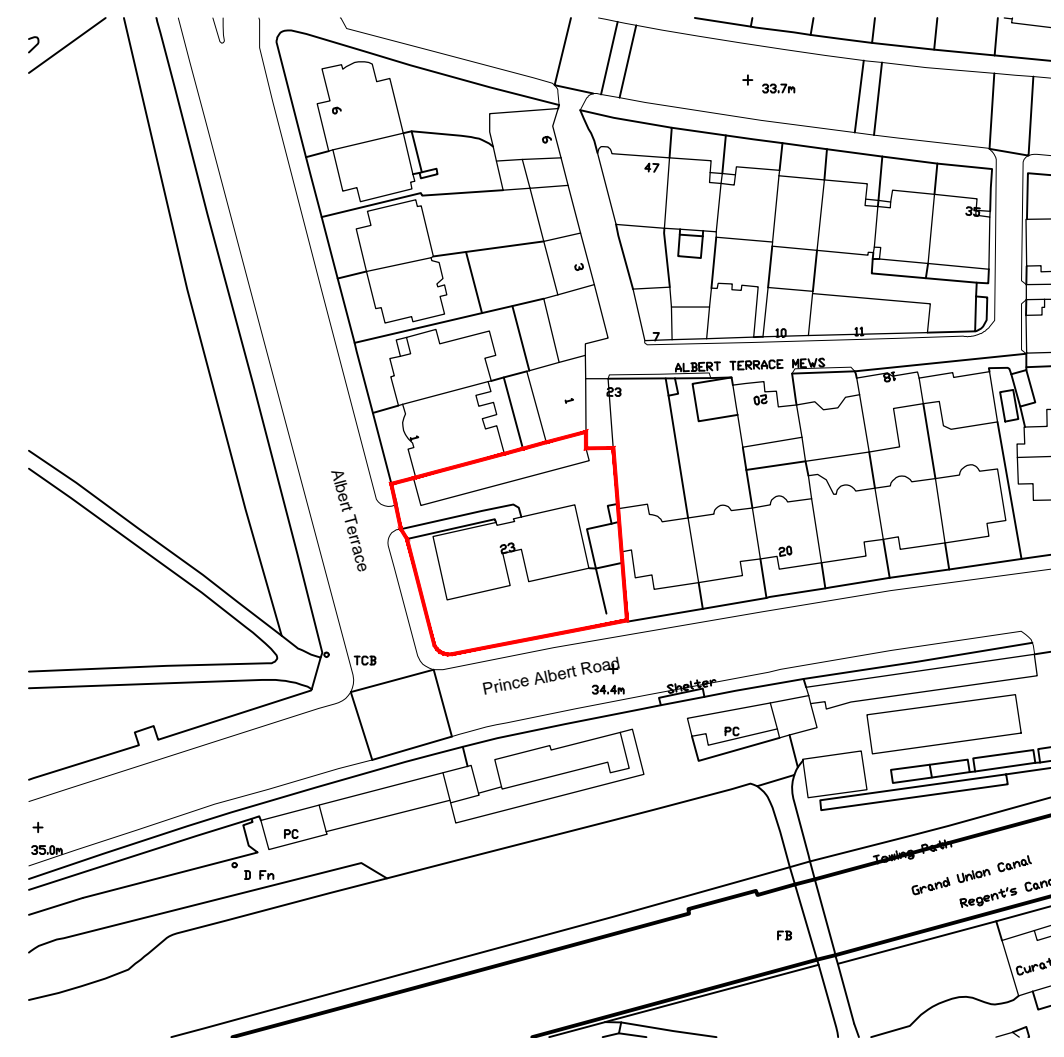 33.7m
6
6
47
35
3
7
10
11
ALBERT TERRACE MEWS
18
23
20
1
1
Albert Terrace
23
20
TCB
Prince Albert Road
34.4m
Shelter
PC
35.0m
PC
D Fn
Towing Path
Grand Union Canal
Regent's Cana
FB
Curat